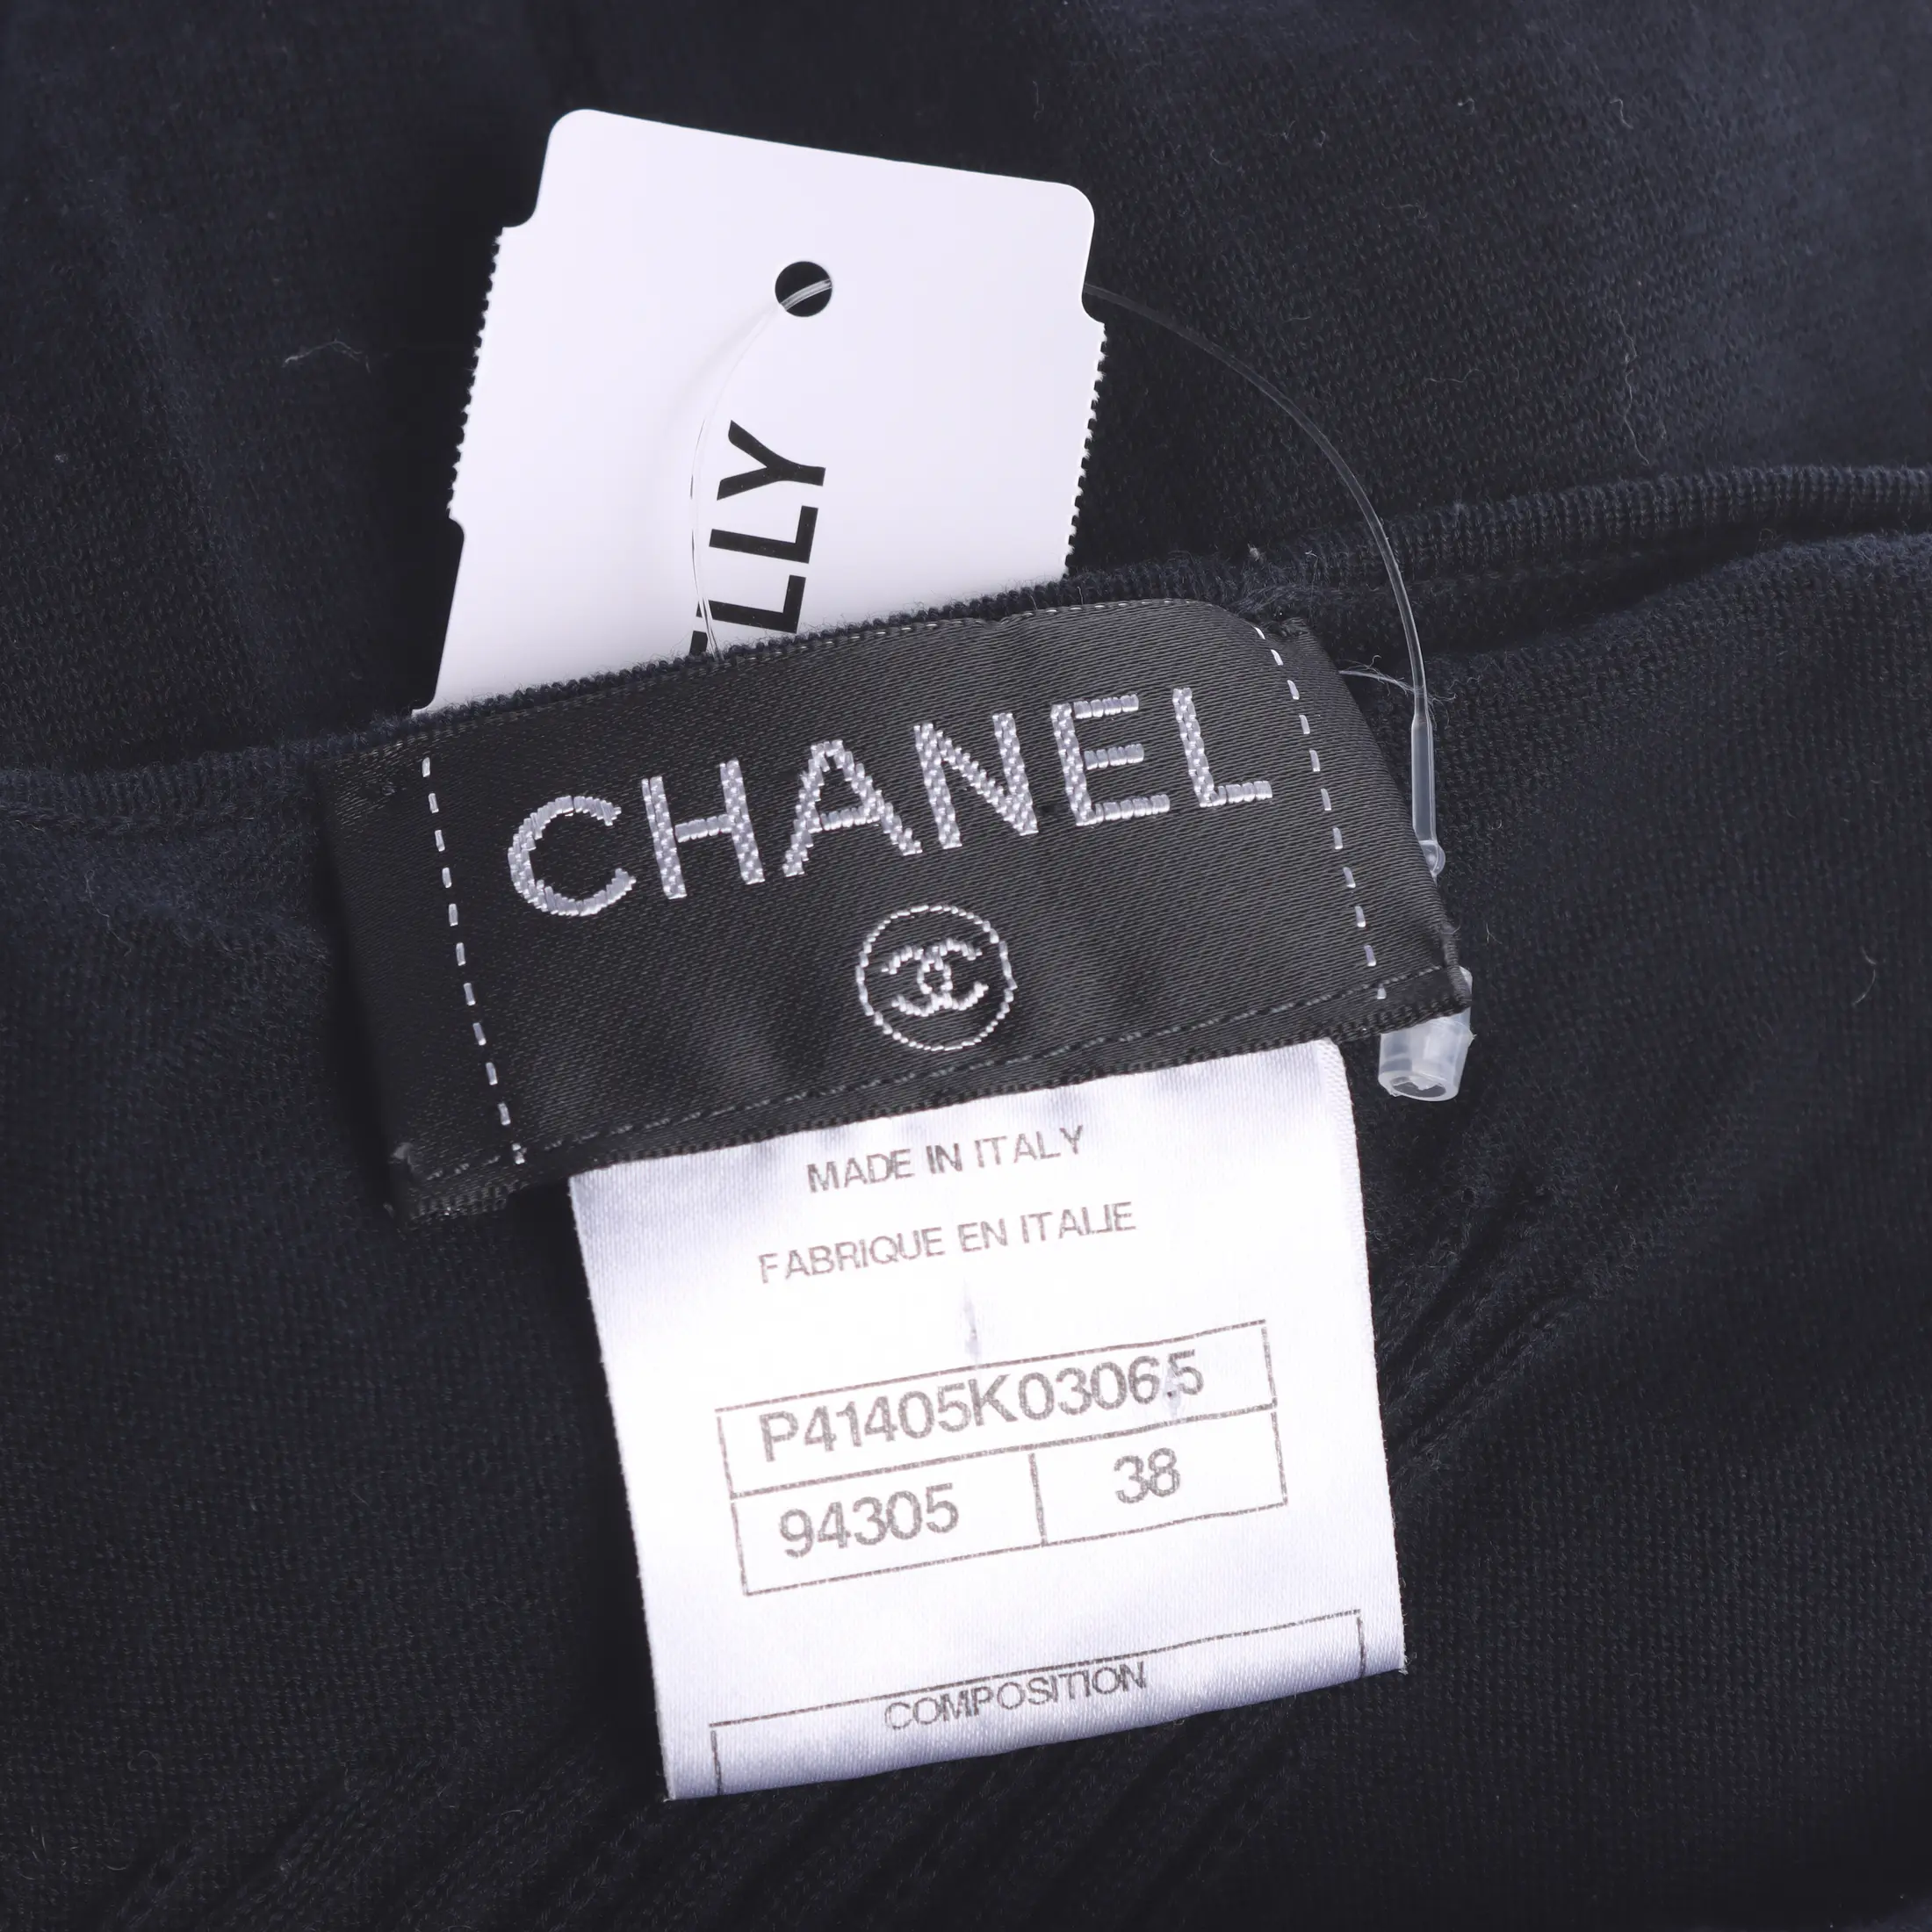 LLY
CHANEL
MADE IN ITALY
FABRIQUE EN ITALIE
P41405K03065
94305 38
COMPOSITION